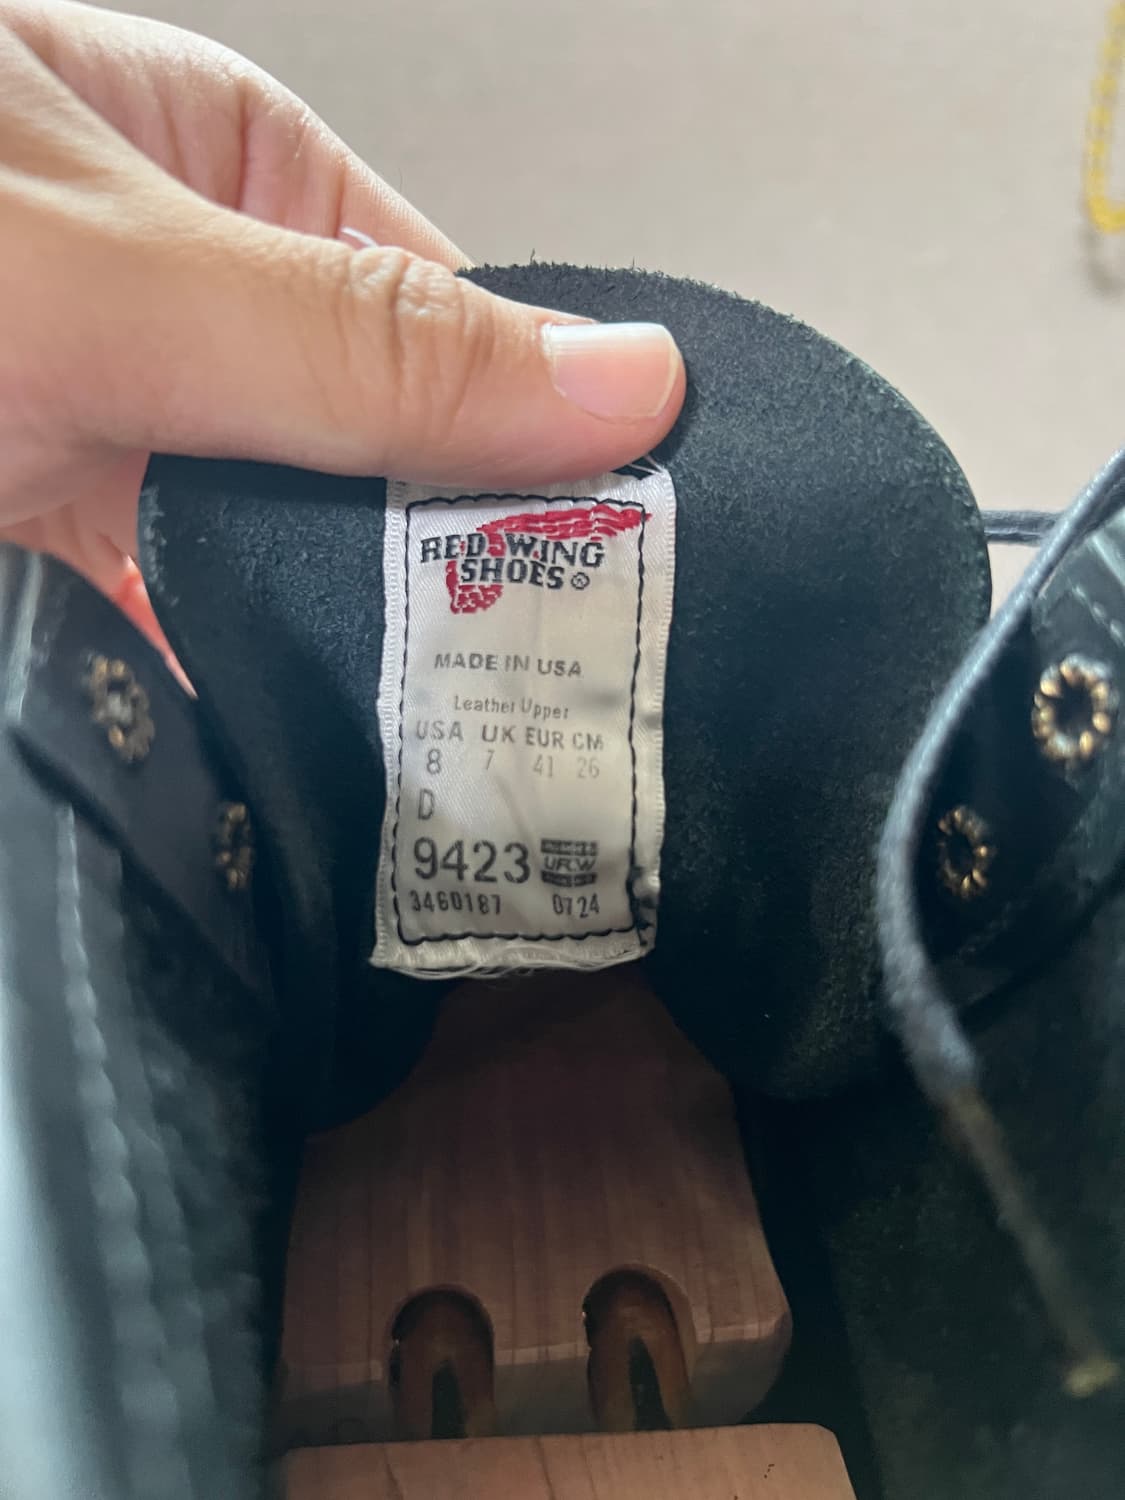 RED WING
SHOES®
MADE IN USA
Leather Upper
USA UK EUR CM
8 7 41 26
D
9423 UFCW
3460187 0724